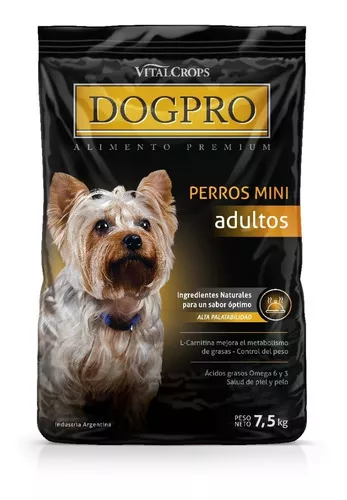 VITALCROPS
DOGPRO
ALIMENTO PREMIUM
PERROS MINI
adultos
Ingredientes Naturales
para un sabor óptimo
ALTA PALATABILIDAD
L-Carnitina mejora el metabolismo
de grasas - Control del peso
Ácidos grasos Omega 6 y 3
Salud de piel y pelo
Industria Argentina
PESO
NETO 7,5 kg